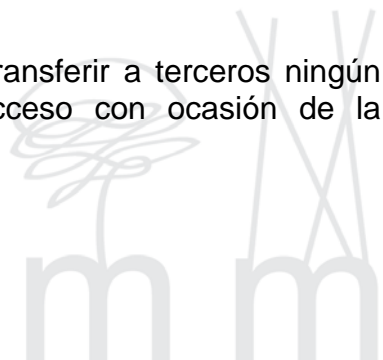 ransferir a terceros ningún
cceso con ocasión de la
m m